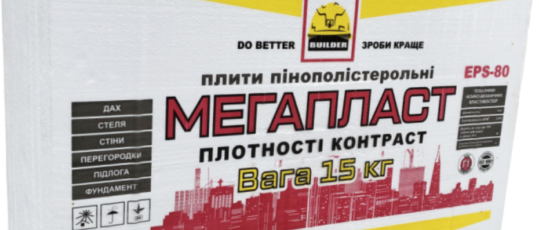 DO BETTER BUILDER ЗРОБИ КРАЩЕ
плити пінополістерольні EPS-80
МЕГАПЛАСТ
ПЛОТНОСТІ КОНТРАСТ
Вага 15 кг
ДАХ
СТЕЛЯ
СТІНИ
ПЕРЕГОРОДКИ
ПІДЛОГА
ФУНДАМЕНТ